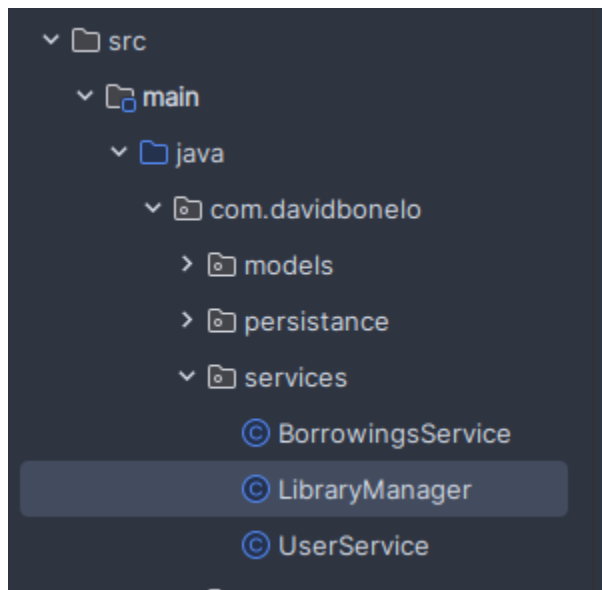 src
main
java
com.davidbonelo
models
persistance
services
BorrowingsService
LibraryManager
UserService